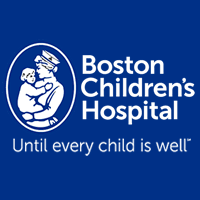 Boston
Children's
Hospital
Until every child is well™